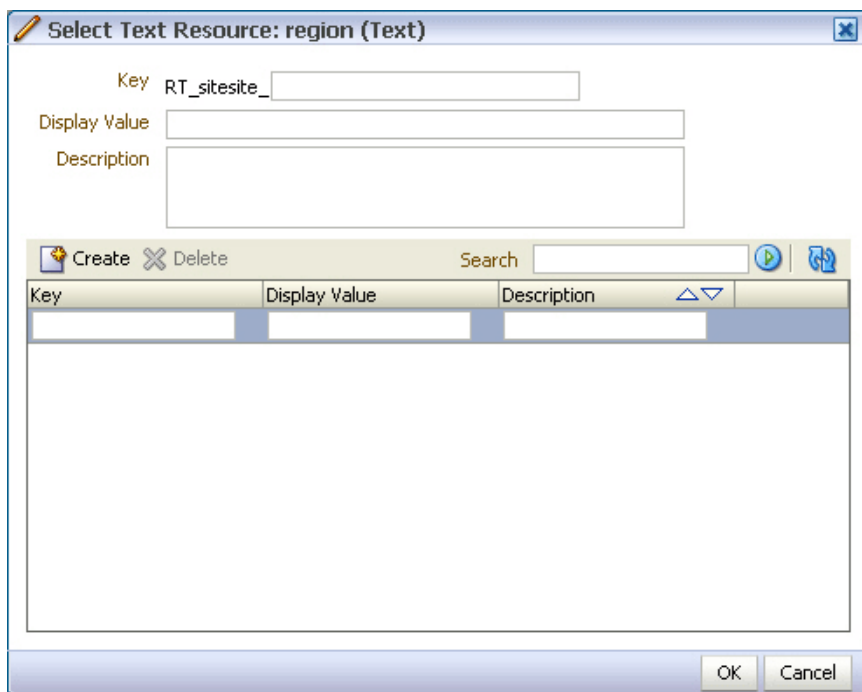 Select Text Resource: region (Text)
Key RT_sitesite_
Display Value
Description
Create Delete Search
Key Display Value Description
OK Cancel